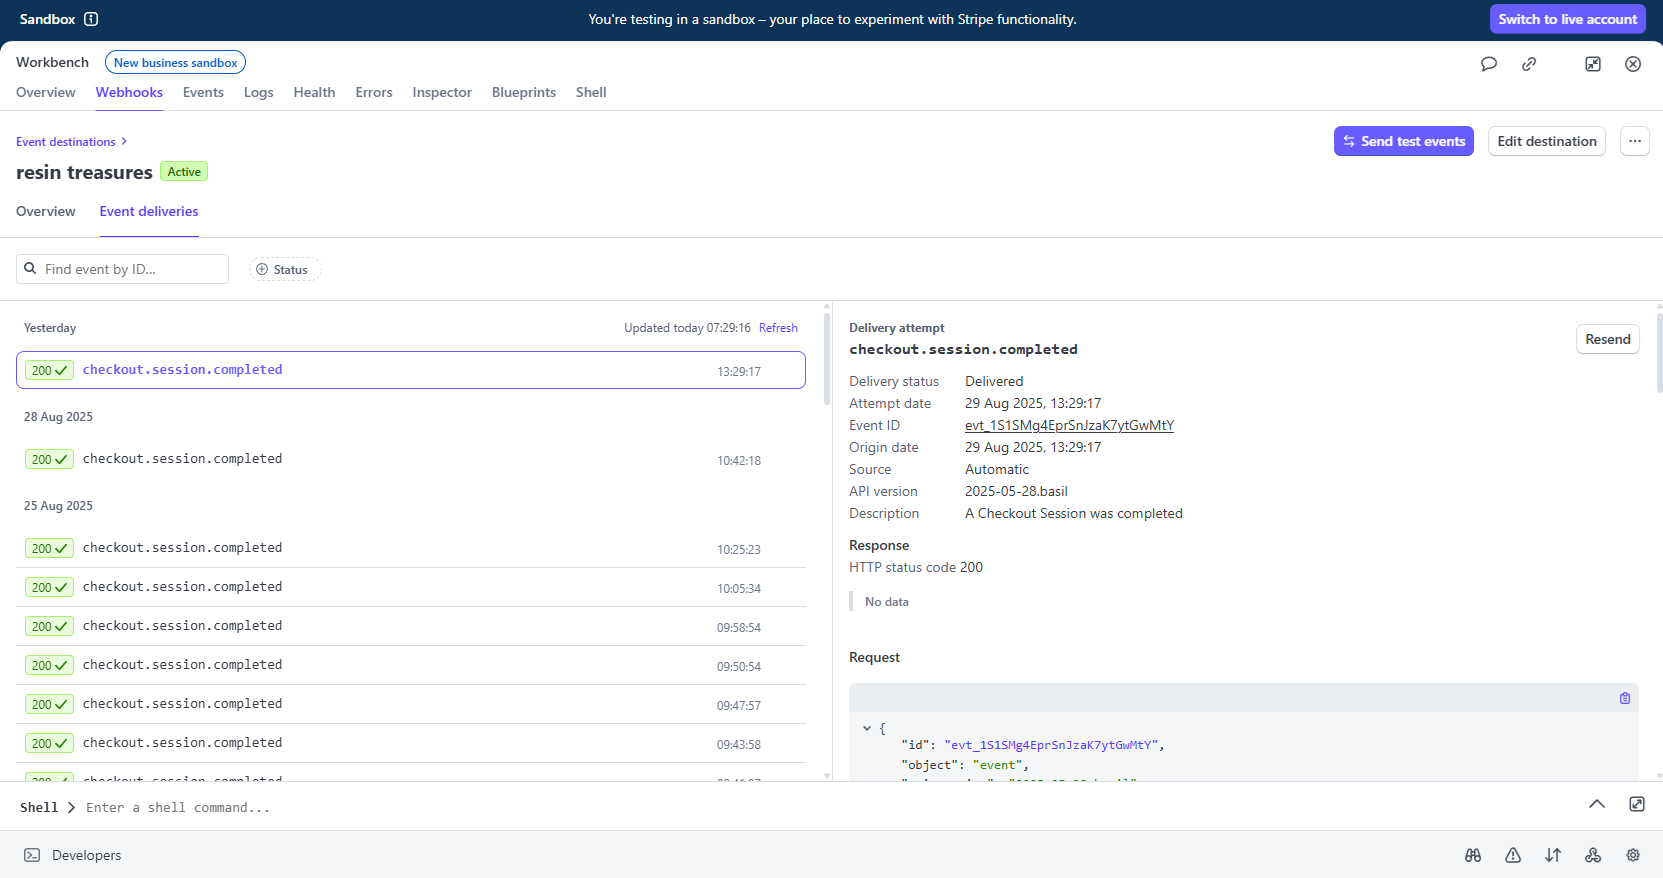 Sandbox
You're testing in a sandbox – your place to experiment with Stripe functionality.
Switch to live account
Workbench
New business sandbox
Overview Webhooks Events Logs Health Errors Inspector Blueprints Shell
Event destinations
Send test events
Edit destination
resin treasures Active
Overview Event deliveries
Find event by ID...
Status
Yesterday
Updated today 07:29:16 Refresh
200 checkout.session.completed 13:29:17
28 Aug 2025
200 checkout.session.completed 10:42:18
25 Aug 2025
200 checkout.session.completed 10:25:23
200 checkout.session.completed 10:05:34
200 checkout.session.completed 09:58:54
200 checkout.session.completed 09:50:54
200 checkout.session.completed 09:47:57
200 checkout.session.completed 09:43:58
200 checkout.session.completed
Delivery attempt
checkout.session.completed
Resend
Delivery status Delivered
Attempt date 29 Aug 2025, 13:29:17
Event ID evt_1S1SMg4EprSnJzaK7ytGwMtY
Origin date 29 Aug 2025, 13:29:17
Source Automatic
API version 2025-05-28.basil
Description A Checkout Session was completed
Response
HTTP status code 200
No data
Request
{
"id": "evt_1S1SMg4EprSnJzaK7ytGwMtY",
"object": "event",
Shell > Enter a shell command...
Developers